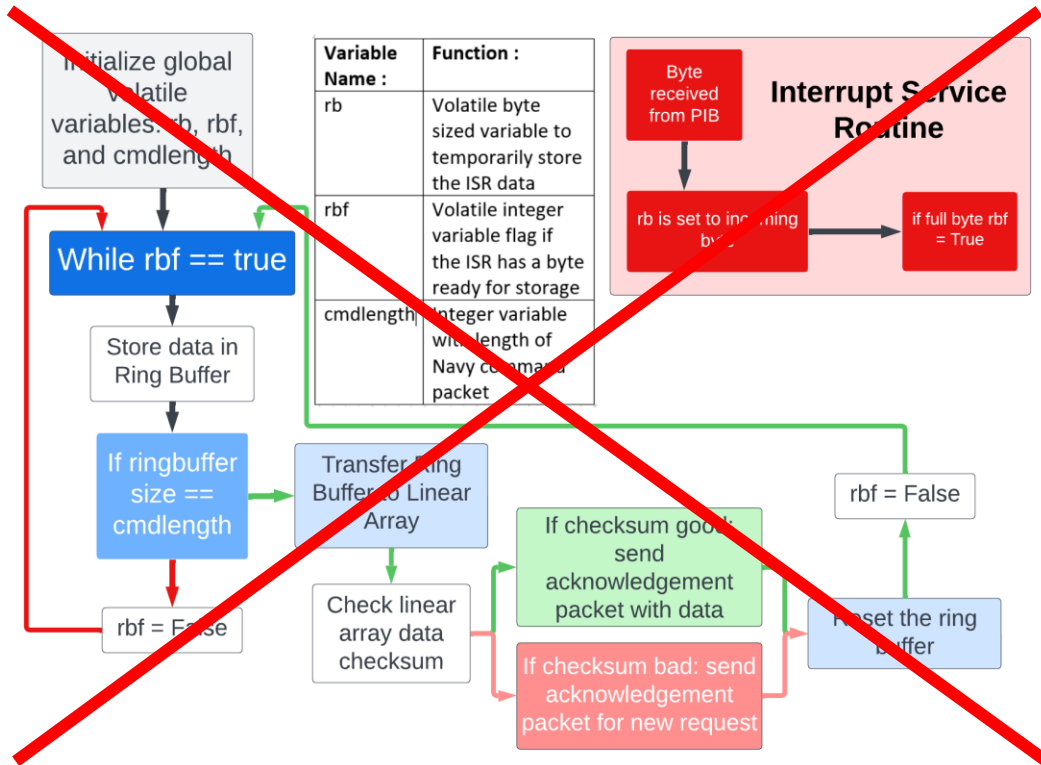 Initialize global
volatile
variables: rb, rbf,
and cmdlength
While rbf == true
Store data in
Ring Buffer
If ringbuffer
size ==
cmdlength
rbf = False
Variable
Name :
Function :
rb
Volatile byte
sized variable to
temporarily store
the ISR data
rbf
Volatile integer
variable flag if
the ISR has a byte
ready for storage
cmdlength
Integer variable
with length of
Navy command
packet
Interrupt Service
Routine
Byte
received
from PIB
rb is set to incoming
byte
if full byte rbf
= True
Transfer Ring
Buffer to Linear
Array
Check linear
array data
checksum
If checksum good:
send
acknowledgement
packet with data
If checksum bad: send
acknowledgement
packet for new request
Reset the ring
buffer
rbf = False